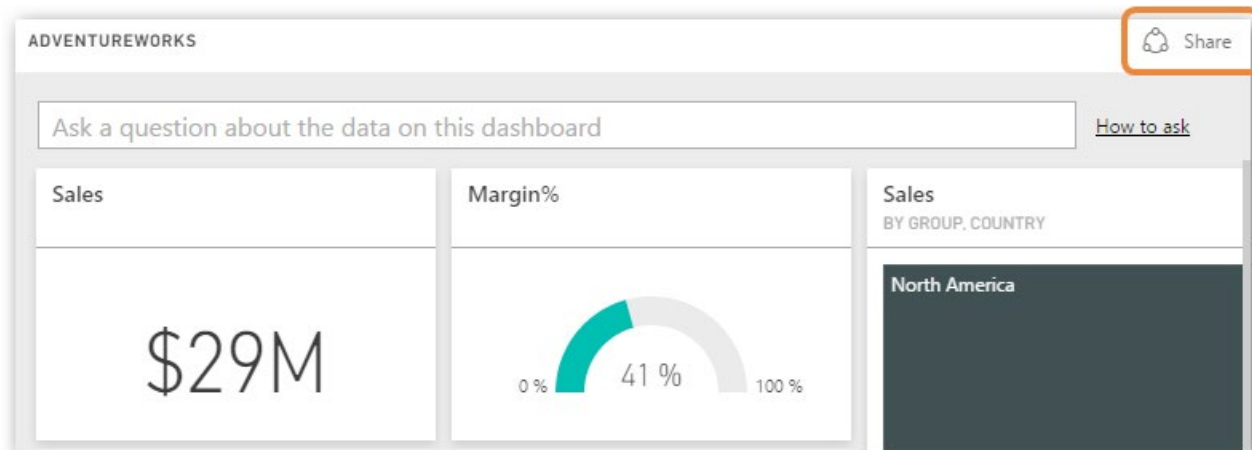 ADVENTUREWORKS
Share
Ask a question about the data on this dashboard
How to ask
Sales
$29M
Margin%
0 %
41 %
100 %
Sales
BY GROUP, COUNTRY
North America